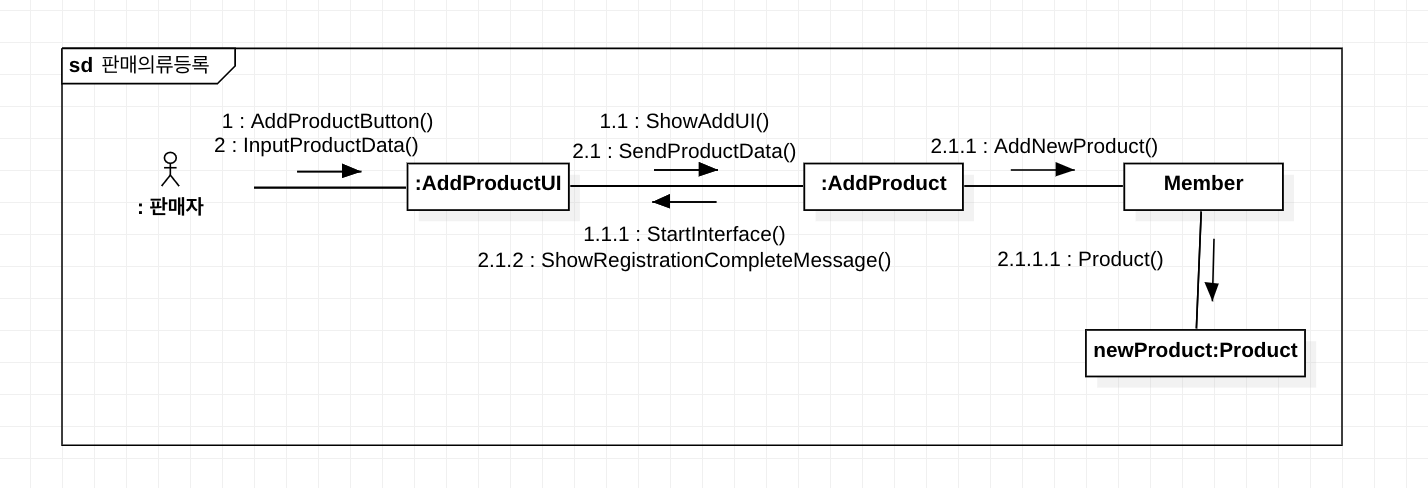 sd 판매의류등록
1 : AddProductButton()
2 : InputProductData()
: 판매자
:AddProductUI
1.1 : ShowAddUI()
2.1 : SendProductData()
1.1.1 : StartInterface()
2.1.2 : ShowRegistrationCompleteMessage()
:AddProduct
2.1.1 : AddNewProduct()
Member
2.1.1.1 : Product()
newProduct:Product